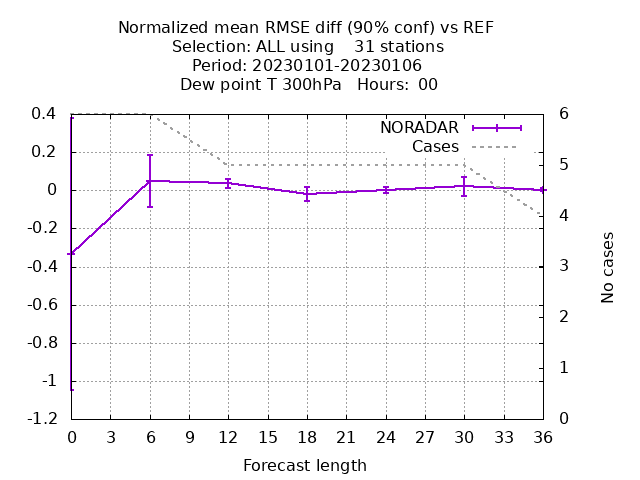 Normalized mean RMSE diff (90% conf) vs REF
Selection: ALL using    31 stations
Period: 20230101-20230106
Dew point T 300hPa   Hours:  00
NORADAR
Cases
0.4
0.2
0
-0.2
-0.4
-0.6
-0.8
-1
-1.2
6
5
4
3
2
1
0
No cases
0 3 6 9 12 15 18 21 24 27 30 33 36
Forecast length